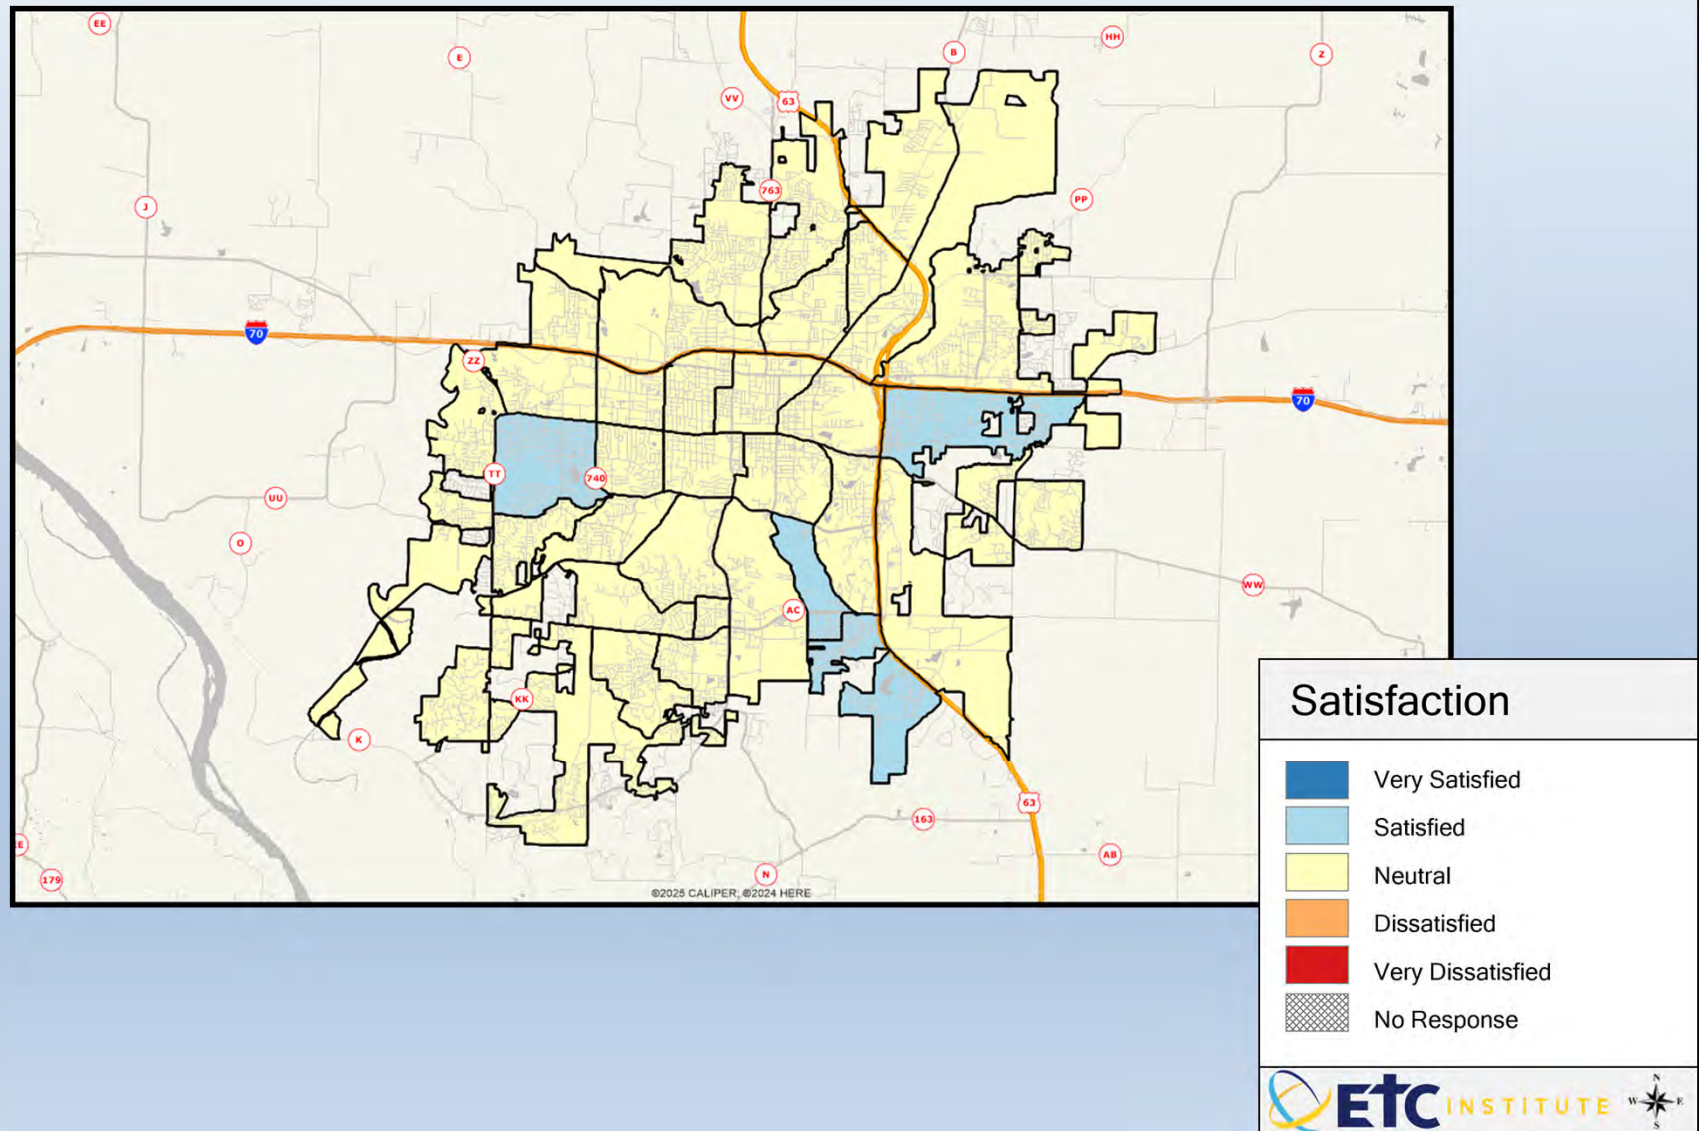 EE
E
B
HH
Z
VV
63
763
PP
J
70
ZZ
70
TT
740
UU
O
WW
AC
KK
K
63
163
AB
EE
179
N
©2025 CALIPER; ©2024 HERE
Satisfaction
Very Satisfied
Satisfied
Neutral
Dissatisfied
Very Dissatisfied
No Response
ETC INSTITUTE
N
W E
S